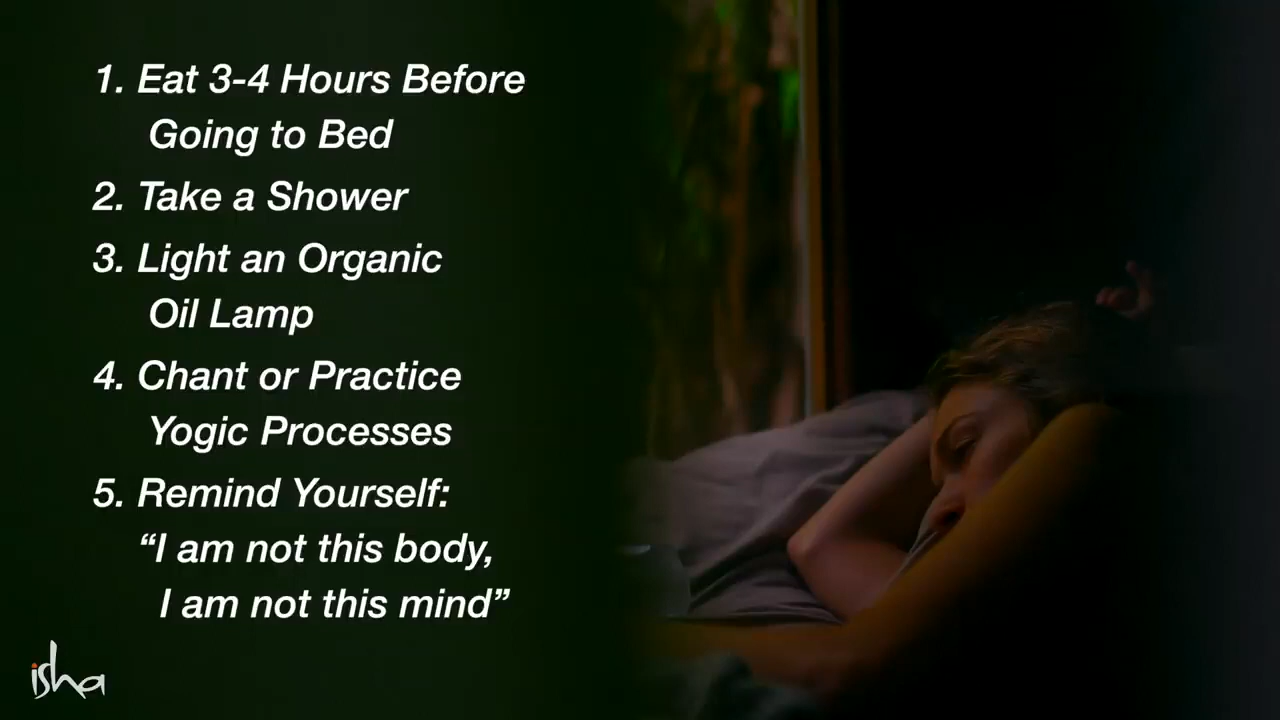 1. Eat 3-4 Hours Before
Going to Bed
2. Take a Shower
3. Light an Organic
Oil Lamp
4. Chant or Practice
Yogic Processes
5. Remind Yourself:
“I am not this body,
I am not this mind”
isha